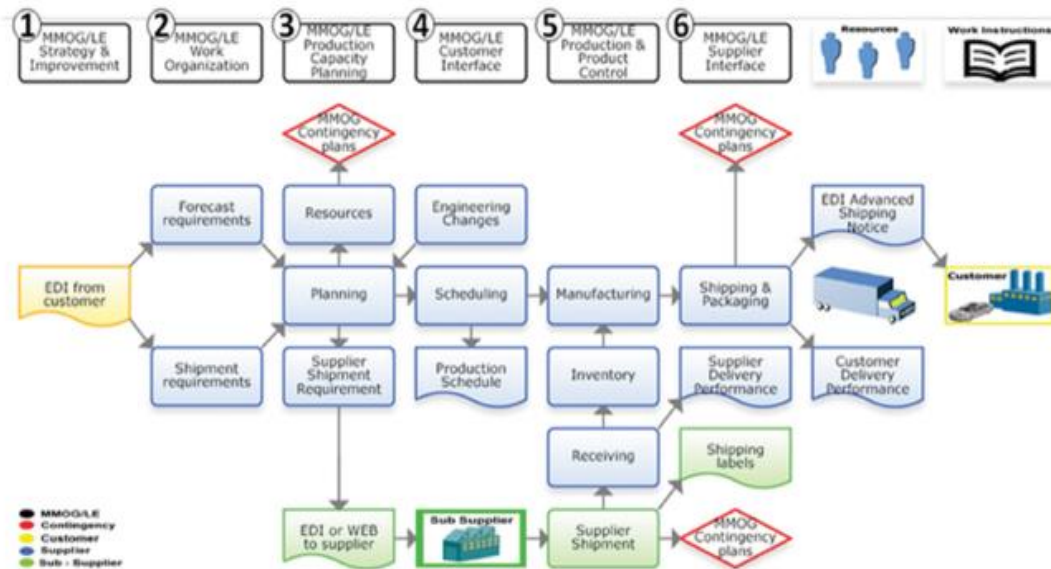 1
MMOG/LE
Strategy &
Improvement
2
MMOG/LE
Work
Organization
3
MMOG/LE
Production
Capacity
Planning
4
MMOG/LE
Customer
Interface
5
MMOG/LE
Production &
Product
Control
6
MMOG/LE
Supplier
Interface
Resources
Work Instructions
MMOG
Contingency
plans
MMOG
Contingency
plans
Forecast
requirements
Resources
Engineering
Changes
EDI Advanced
Shipping
Notice
EDI from
customer
Planning
Scheduling
Manufacturing
Shipping &
Packaging
Customer
Shipment
requirements
Supplier
Shipment
Requirement
Production
Schedule
Inventory
Supplier
Delivery
Performance
Customer
Delivery
Performance
Receiving
Shipping
labels
EDI or WEB
to supplier
Sub Supplier
Supplier
Shipment
MMOG
Contingency
plans
MMOG/LE
Contingency
Customer
Supplier
Sub - Supplier